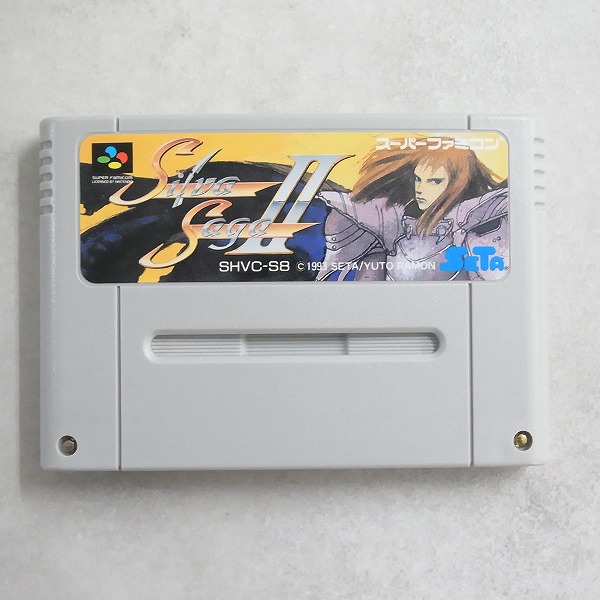 スーパーファミコン
SUPER FAMICOM
LICENSED BY NINTENDO
Silva
Saga II
SHVC-S8 © 1993 SETA/YUTO RAMON
SETA